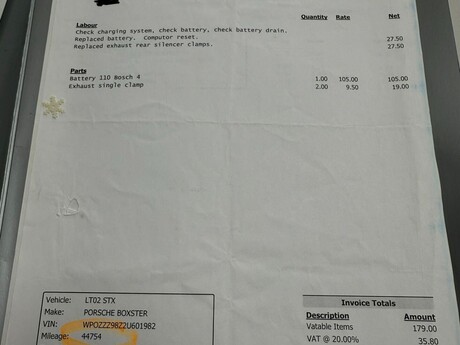 Quantity Rate Net
Labour
Check charging system, check battery, check battery drain.
Replaced battery. Computor reset. 27.50
Replaced exhaust rear silencer clamps. 27.50
Parts
Battery 110 Bosch 4 1.00 105.00 105.00
Exhaust single clamp 2.00 9.50 19.00
Vehicle: LT02 STX
Make: PORSCHE BOXSTER
VIN: WPOZZZ98Z2U601982
Mileage: 44754
Invoice Totals
Description Amount
Vatable Items 179.00
VAT @ 20.00% 35.80